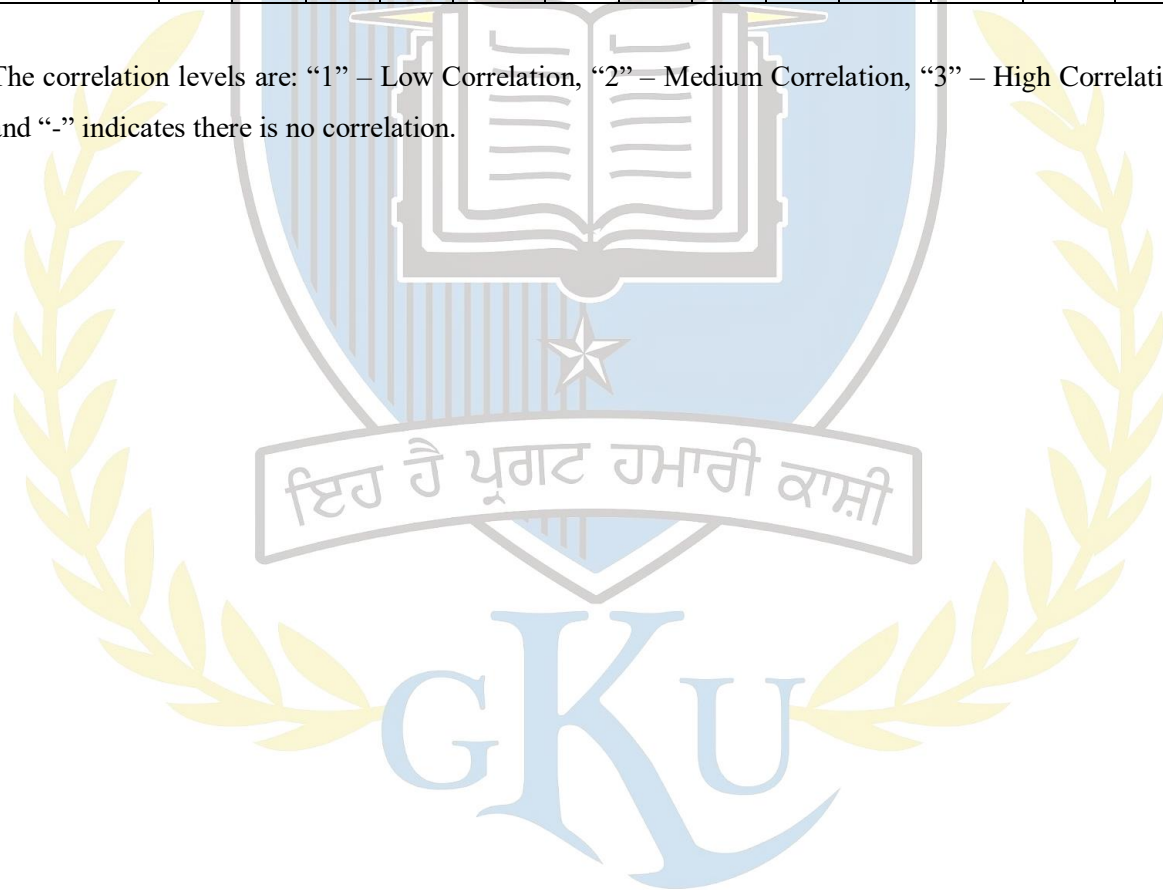 The correlation levels are: “1” – Low Correlation, “2” – Medium Correlation, “3” – High Correlati
and “-” indicates there is no correlation.
ਇਹ ਹੈ ਪ੍ਰਗਟ ਹਮਾਰੀ ਕਾਸ਼ੀ
GKU